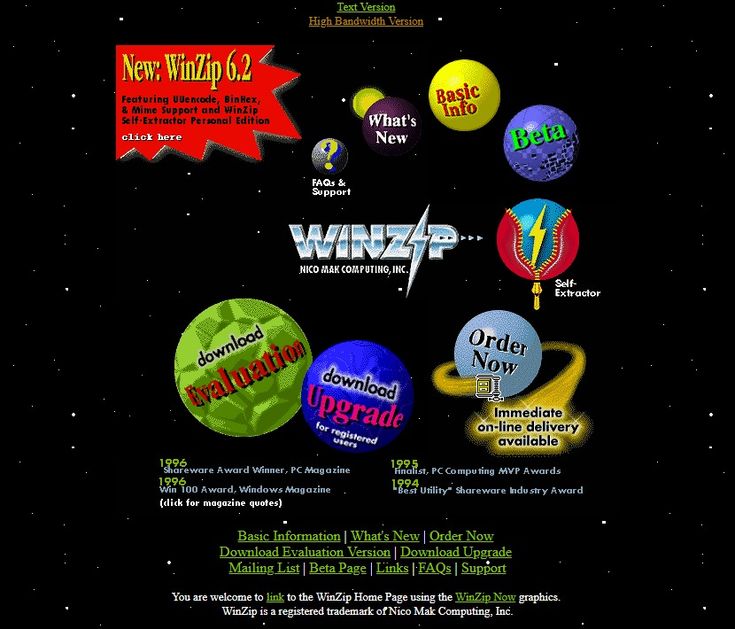 Text Version
High Bandwidth Version
New: WinZip 6.2
Featuring UUencode, BinHex,
& Mime Support and WinZip
Self-Extractor Personal Edition
click here
What's
New
Basic
Info
Beta
?
FAQs &
Support
WINZIP
NICO MAK COMPUTING, INC.
Self-
Extractor
download
Evaluation
download
Upgrade
for registered
users
Order
Now
Immediate
on-line delivery
available
1996
Shareware Award Winner, PC Magazine
1996
Win 100 Award, Windows Magazine
(click for magazine quotes)
1995
Finalist, PC Computing MVP Awards
1994
"Best Utility" Shareware Industry Award
Basic Information | What's New | Order Now
Download Evaluation Version | Download Upgrade
Mailing List | Beta Page | Links | FAQs | Support
You are welcome to link to the WinZip Home Page using the WinZip Now graphics.
WinZip is a registered trademark of Nico Mak Computing, Inc.